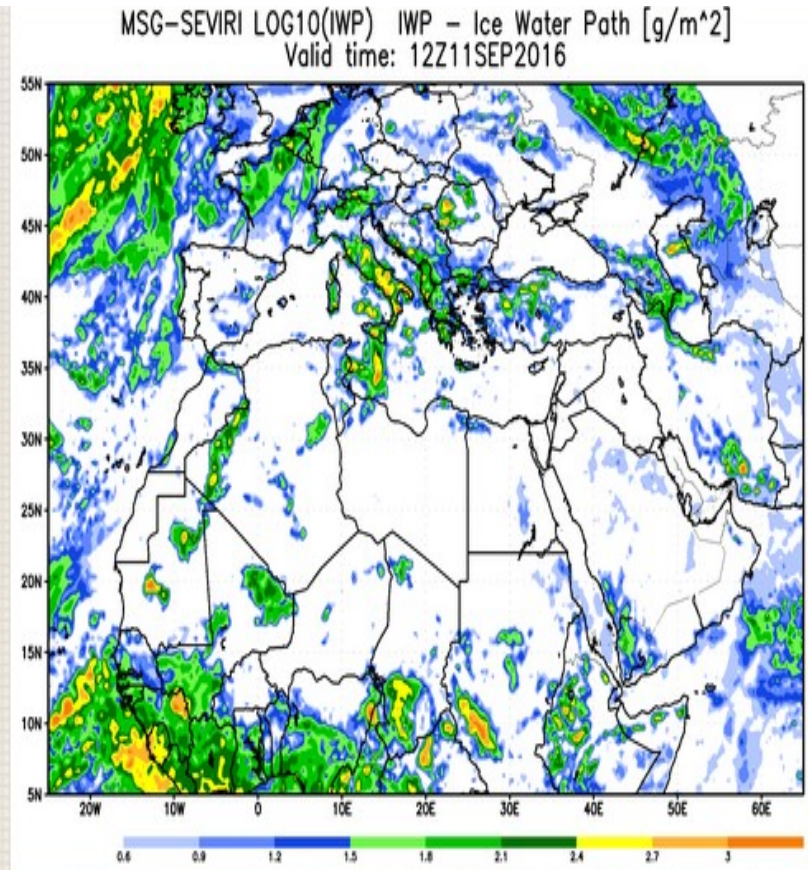 MSG-SEVIRI LOG10(IWP)  IWP - Ice Water Path [g/m^2]
Valid time: 12Z11SEP2016
55N
50N
45N
40N
35N
30N
25N
20N
15N
10N
5N
20W 10W 0 10E 20E 30E 40E 50E 60E
0.6 0.9 1.2 1.5 1.8 2.1 2.4 2.7 3